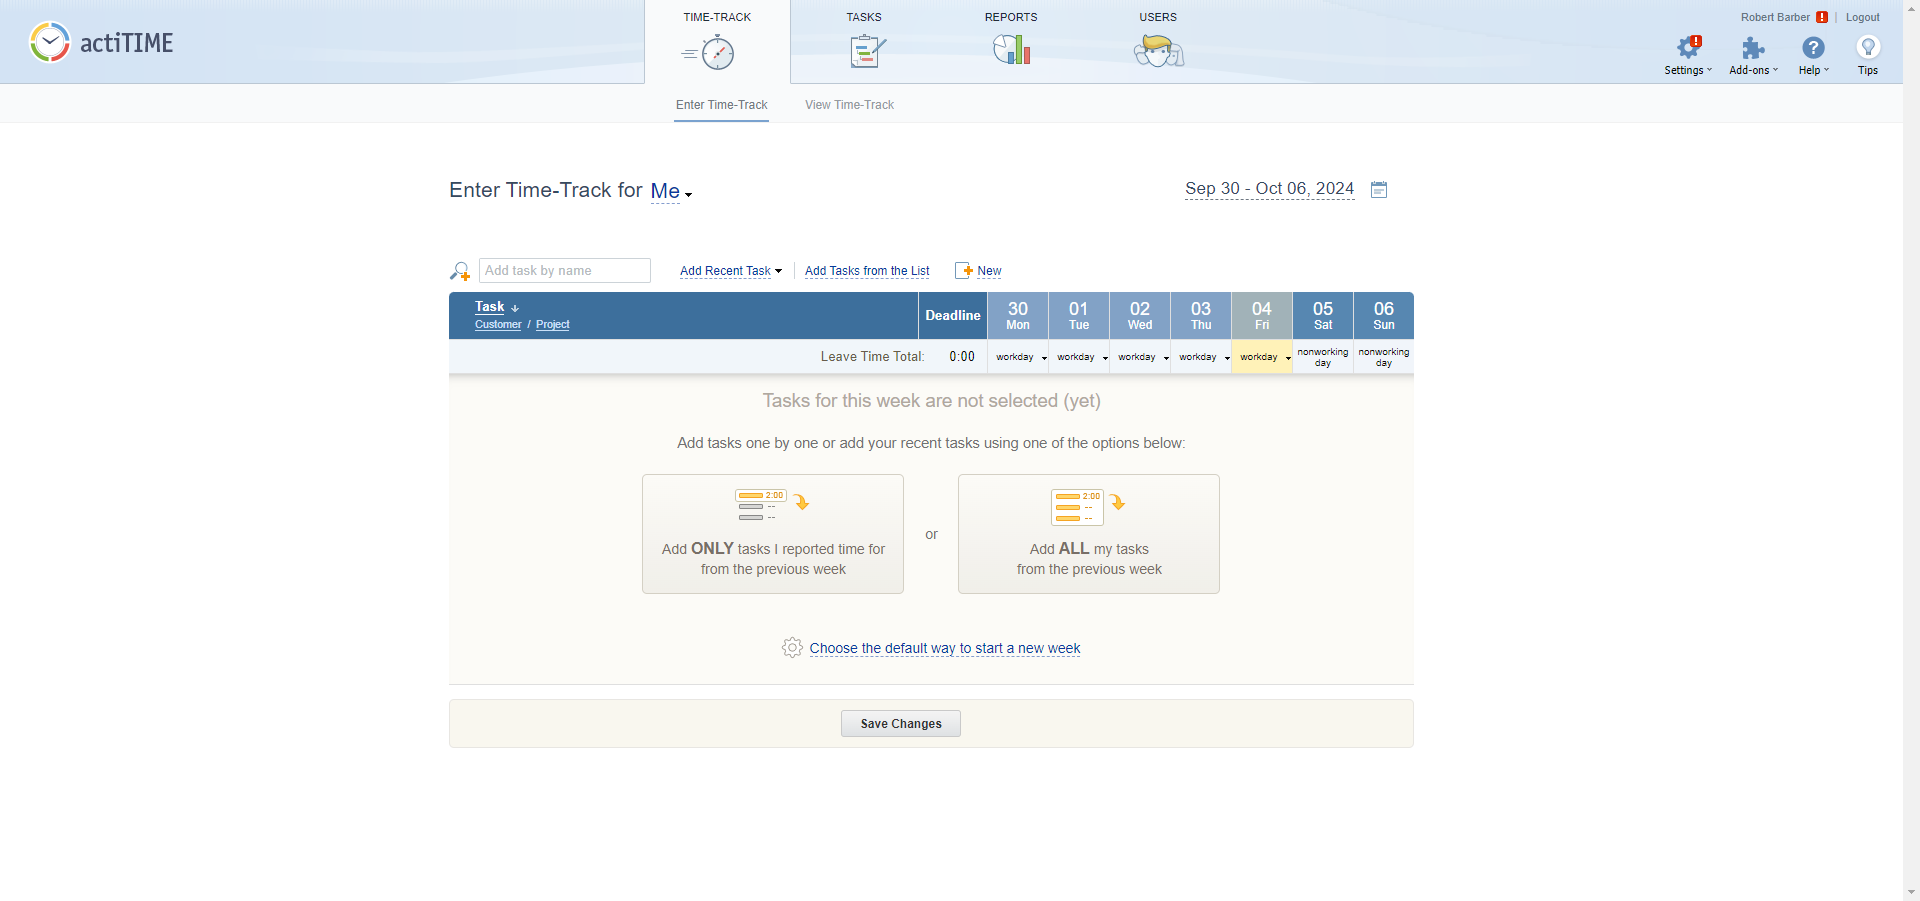 actiTIME
TIME-TRACK
TASKS
REPORTS
USERS
Robert Barber
Logout
Settings
Add-ons
Help
Tips
Enter Time-Track
View Time-Track
Enter Time-Track for Me
Sep 30 - Oct 06, 2024
Add task by name
Add Recent Task
Add Tasks from the List
New
Task
Customer / Project
Deadline
30 Mon
01 Tue
02 Wed
03 Thu
04 Fri
05 Sat
06 Sun
Leave Time Total: 0:00
workday
workday
workday
workday
workday
nonworking day
nonworking day
Tasks for this week are not selected (yet)
Add tasks one by one or add your recent tasks using one of the options below:
2:00
Add ONLY tasks I reported time for
from the previous week
or
2:00
Add ALL my tasks
from the previous week
Choose the default way to start a new week
Save Changes